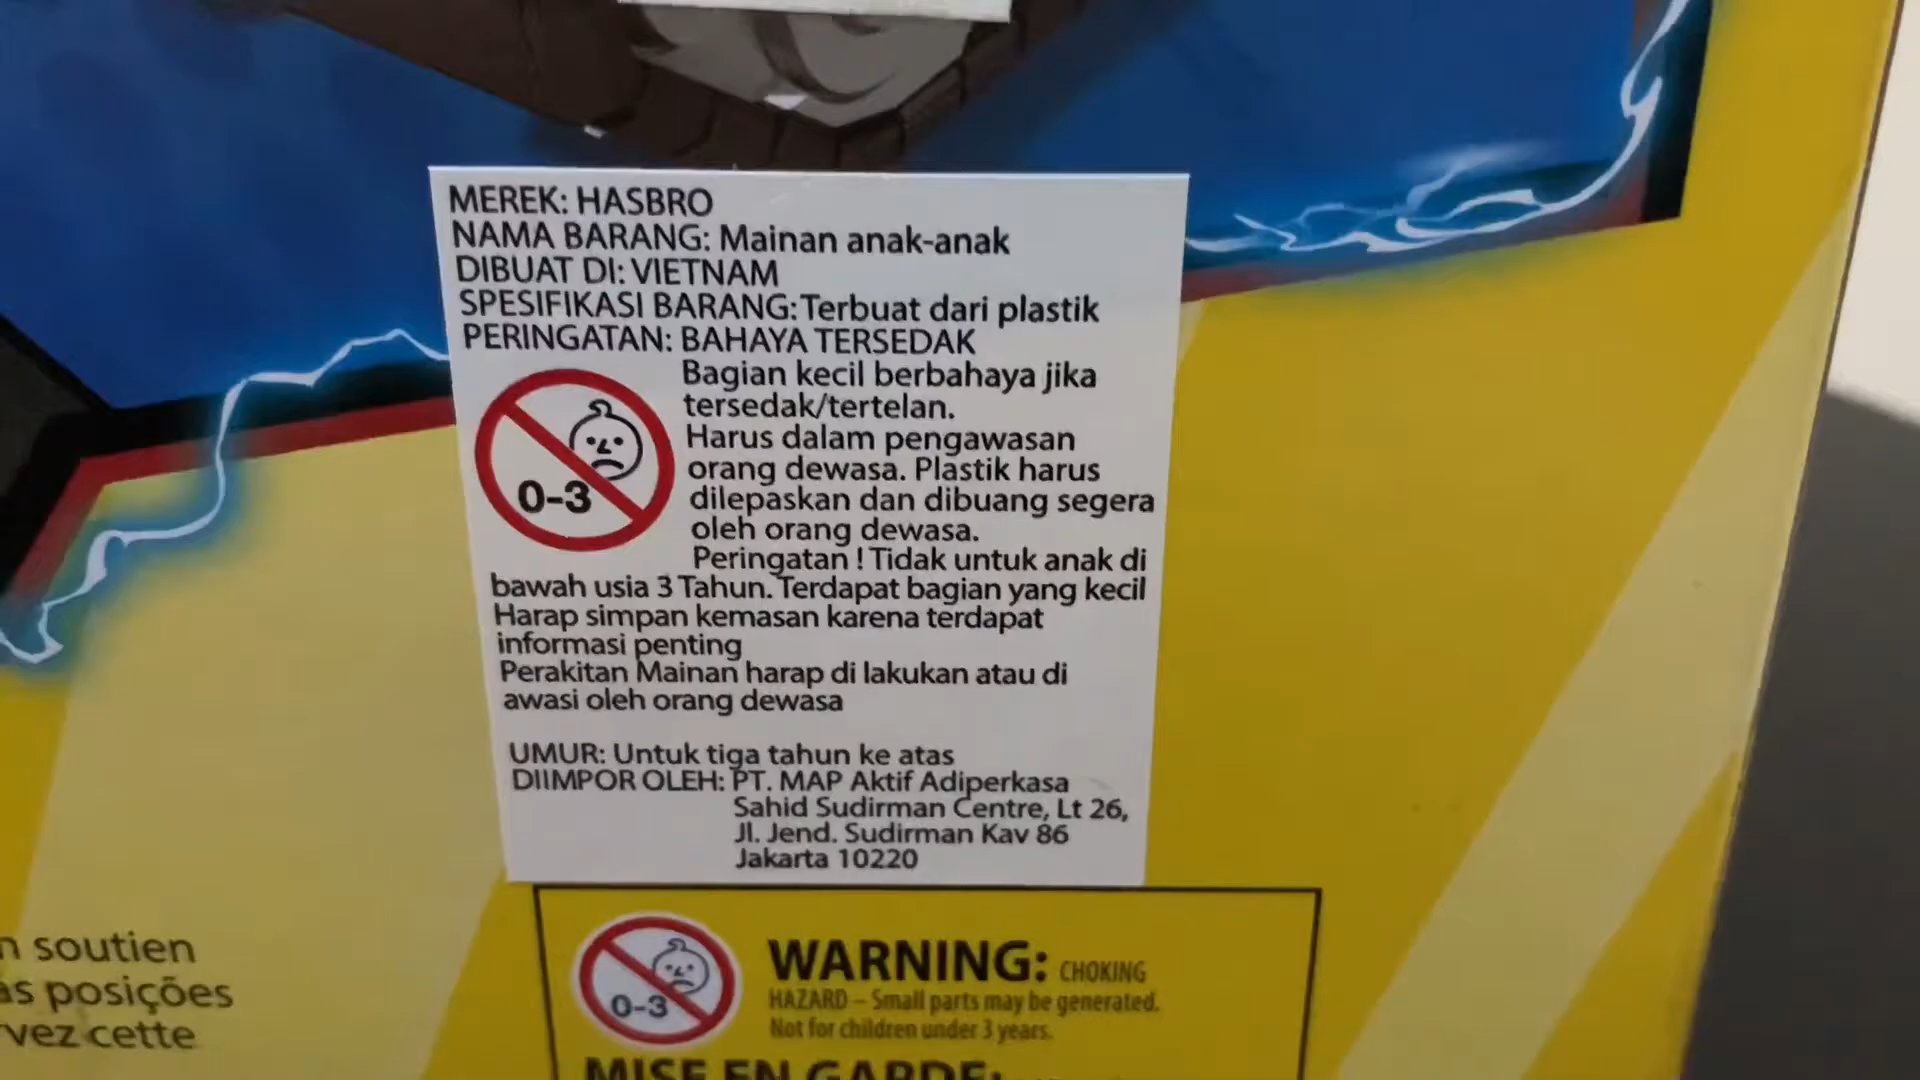 MEREK: HASBRO
NAMA BARANG: Mainan anak-anak
DIBUAT DI: VIETNAM
SPESIFIKASI BARANG: Terbuat dari plastik
PERINGATAN: BAHAYA TERSEDAK
Bagian kecil berbahaya jika
tersedak/tertelan.
Harus dalam pengawasan
orang dewasa. Plastik harus
dilepaskan dan dibuang segera
oleh orang dewasa.
0-3
Peringatan ! Tidak untuk anak di
bawah usia 3 Tahun. Terdapat bagian yang kecil
Harap simpan kemasan karena terdapat
informasi penting
Perakitan Mainan harap di lakukan atau di
awasi oleh orang dewasa
UMUR: Untuk tiga tahun ke atas
DIIMPOR OLEH: PT. MAP Aktif Adiperkasa
Sahid Sudirman Centre, Lt 26,
Jl. Jend. Sudirman Kav 86
Jakarta 10220
soutien
posições
cette
0-3
WARNING: CHOKING
HAZARD – Small parts may be generated.
Not for children under 3 years.
MISE EN GARDE: